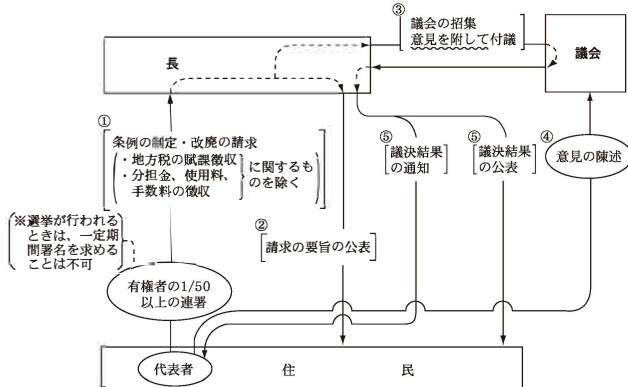 ③
議会の招集
意見を附して付議
長
議会
①
条例の制定・改廃の請求
・地方税の賦課徴収
・分担金、使用料、
手数料の徴収
に関するも
のを除く
⑤
議決結果
の通知
⑤
議決結果
の公表
④
意見の陳述
※選挙が行われる
ときは、一定期
間署名を求める
ことは不可
②
請求の要旨の公表
有権者の1/50
以上の連署
代表者
住　民